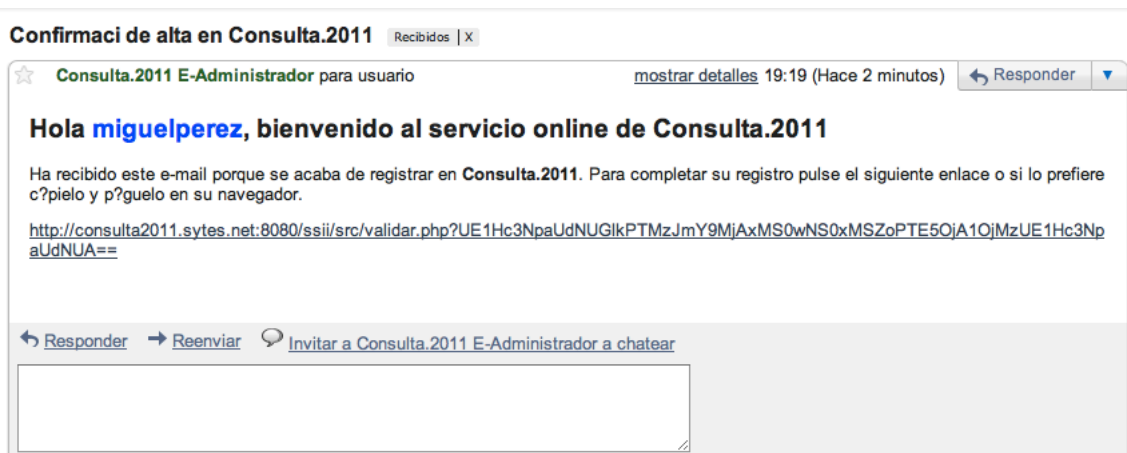 Confirmaci de alta en Consulta.2011 Recibidos | X
Consulta.2011 E-Administrador para usuario mostrar detalles 19:19 (Hace 2 minutos) Responder
Hola miguelperez, bienvenido al servicio online de Consulta.2011
Ha recibido este e-mail porque se acaba de registrar en Consulta.2011. Para completar su registro pulse el siguiente enlace o si lo prefiere
c?pielo y p?guelo en su navegador.
http://consulta2011.sytes.net:8080/ssii/src/validar.php?UE1Hc3NpaUdNUGlkPTMzJmY9MjAxMS0wNS0xMSZoPTE5OjA1OjMzUE1Hc3Np
aUdNUA==
Responder Reenviar Invitar a Consulta.2011 E-Administrador a chatear